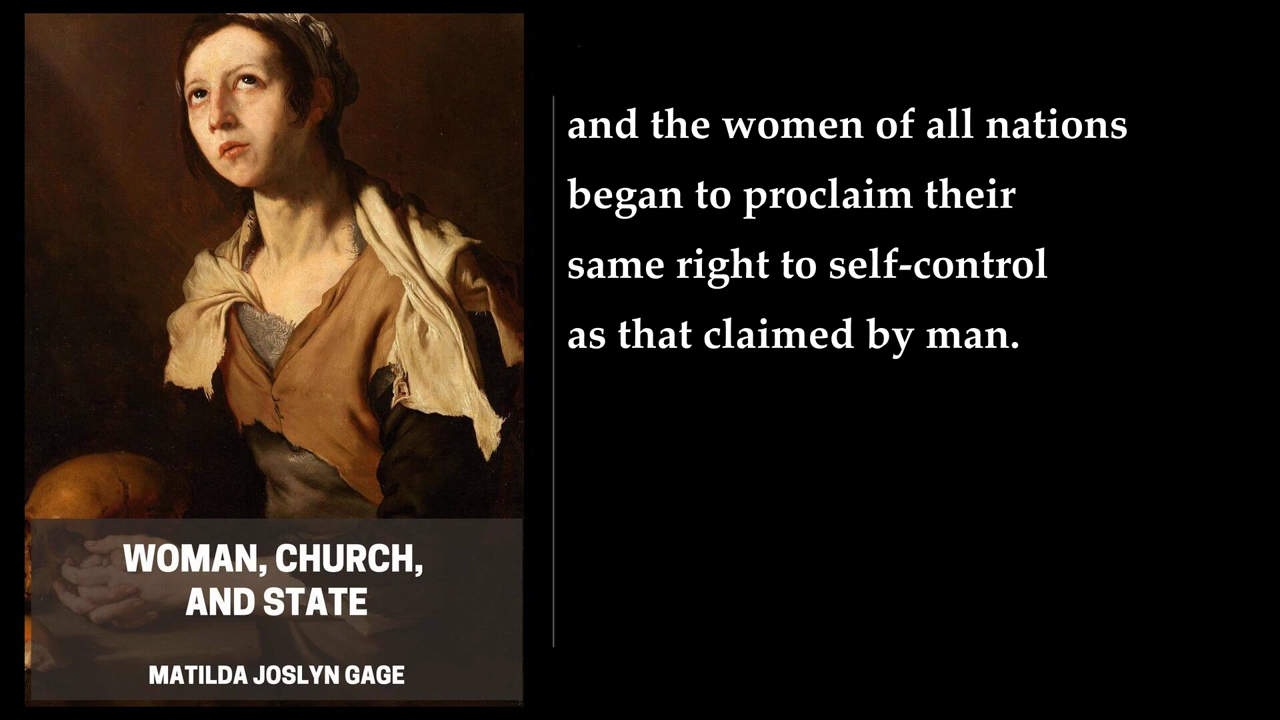 and the women of all nations
began to proclaim their
same right to self-control
as that claimed by man.
WOMAN, CHURCH,
AND STATE
MATILDA JOSLYN GAGE